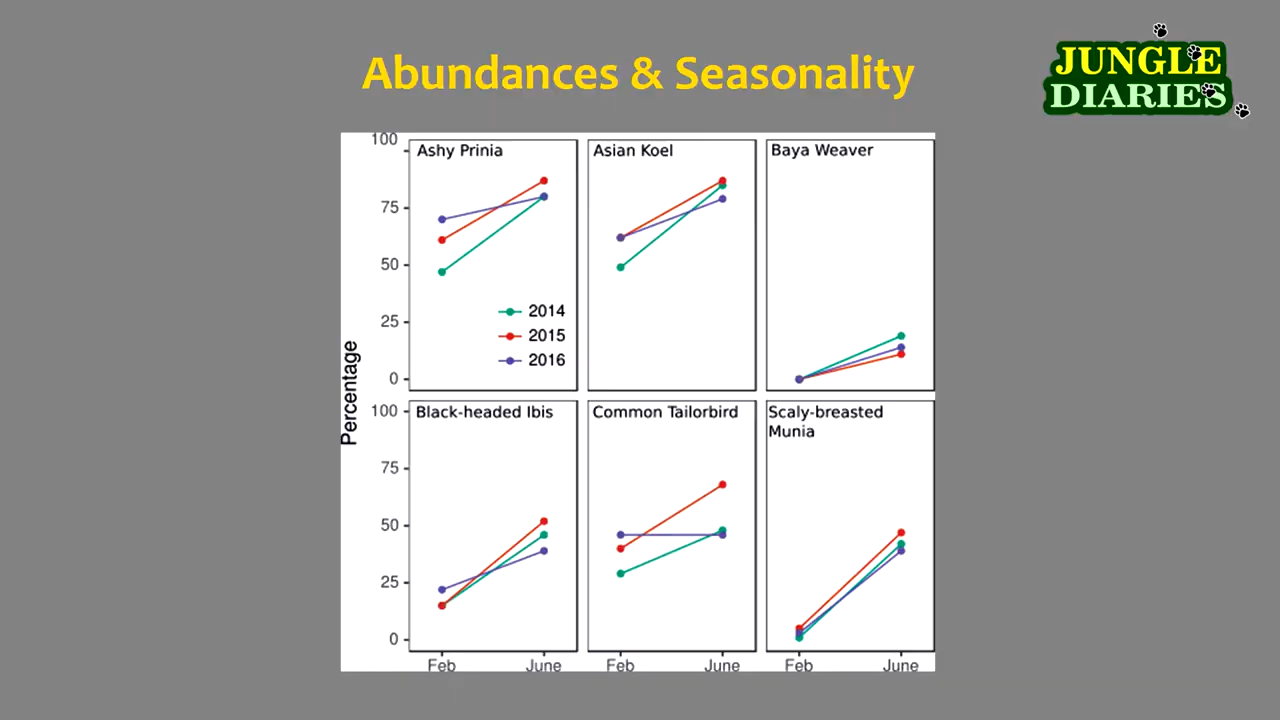 Abundances & Seasonality
JUNGLE
DIARIES
Percentage
100
75
50
25
0
Ashy Prinia
2014
2015
2016
Asian Koel
Baya Weaver
100
75
50
25
0
Black-headed Ibis
Common Tailorbird
Scaly-breasted
Munia
Feb June
Feb June
Feb June